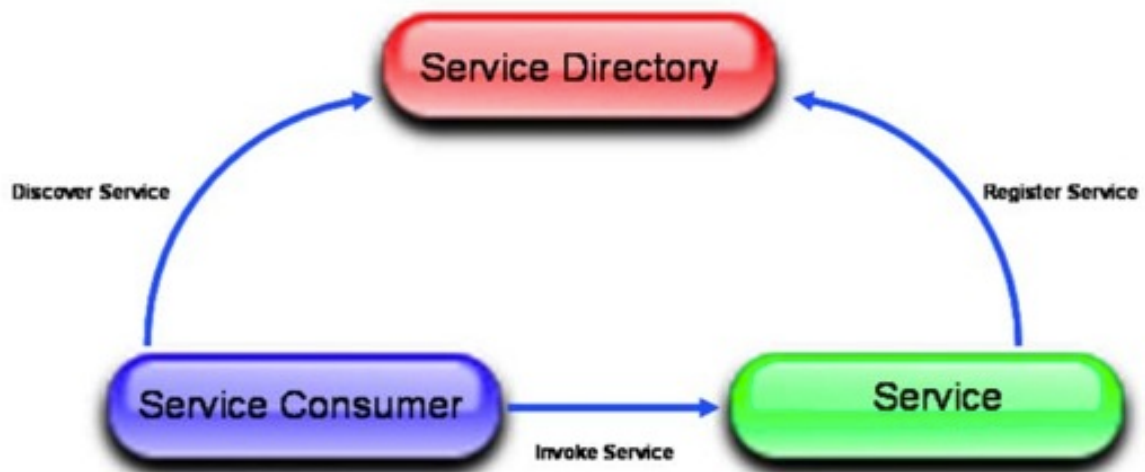 Service Directory
Discover Service
Register Service
Service Consumer
Service
Invoke Service